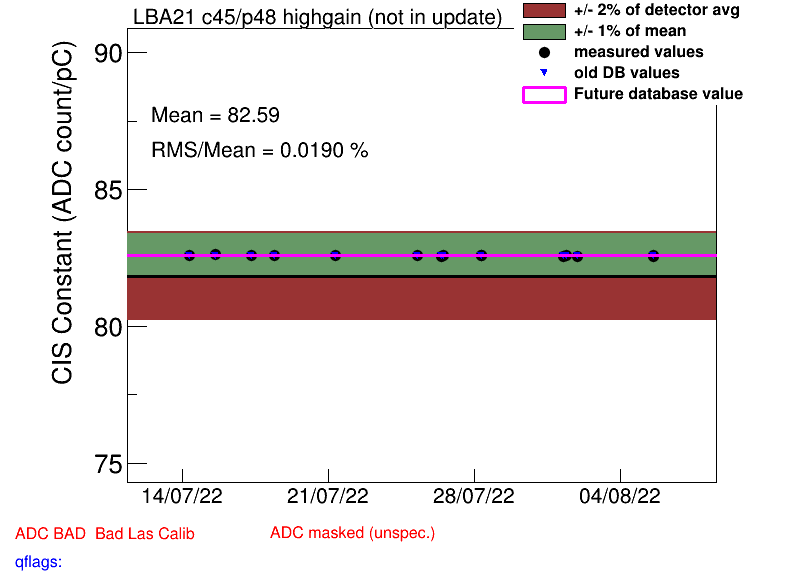 LBA21 c45/p48 highgain (not in update)
+/- 2% of detector avg
+/- 1% of mean
measured values
old DB values
Future database value
Mean = 82.59
RMS/Mean = 0.0190 %
CIS Constant (ADC count/pC)
90
85
80
75
14/07/22 21/07/22 28/07/22 04/08/22
ADC BAD Bad Las Calib ADC masked (unspec.)
qflags: